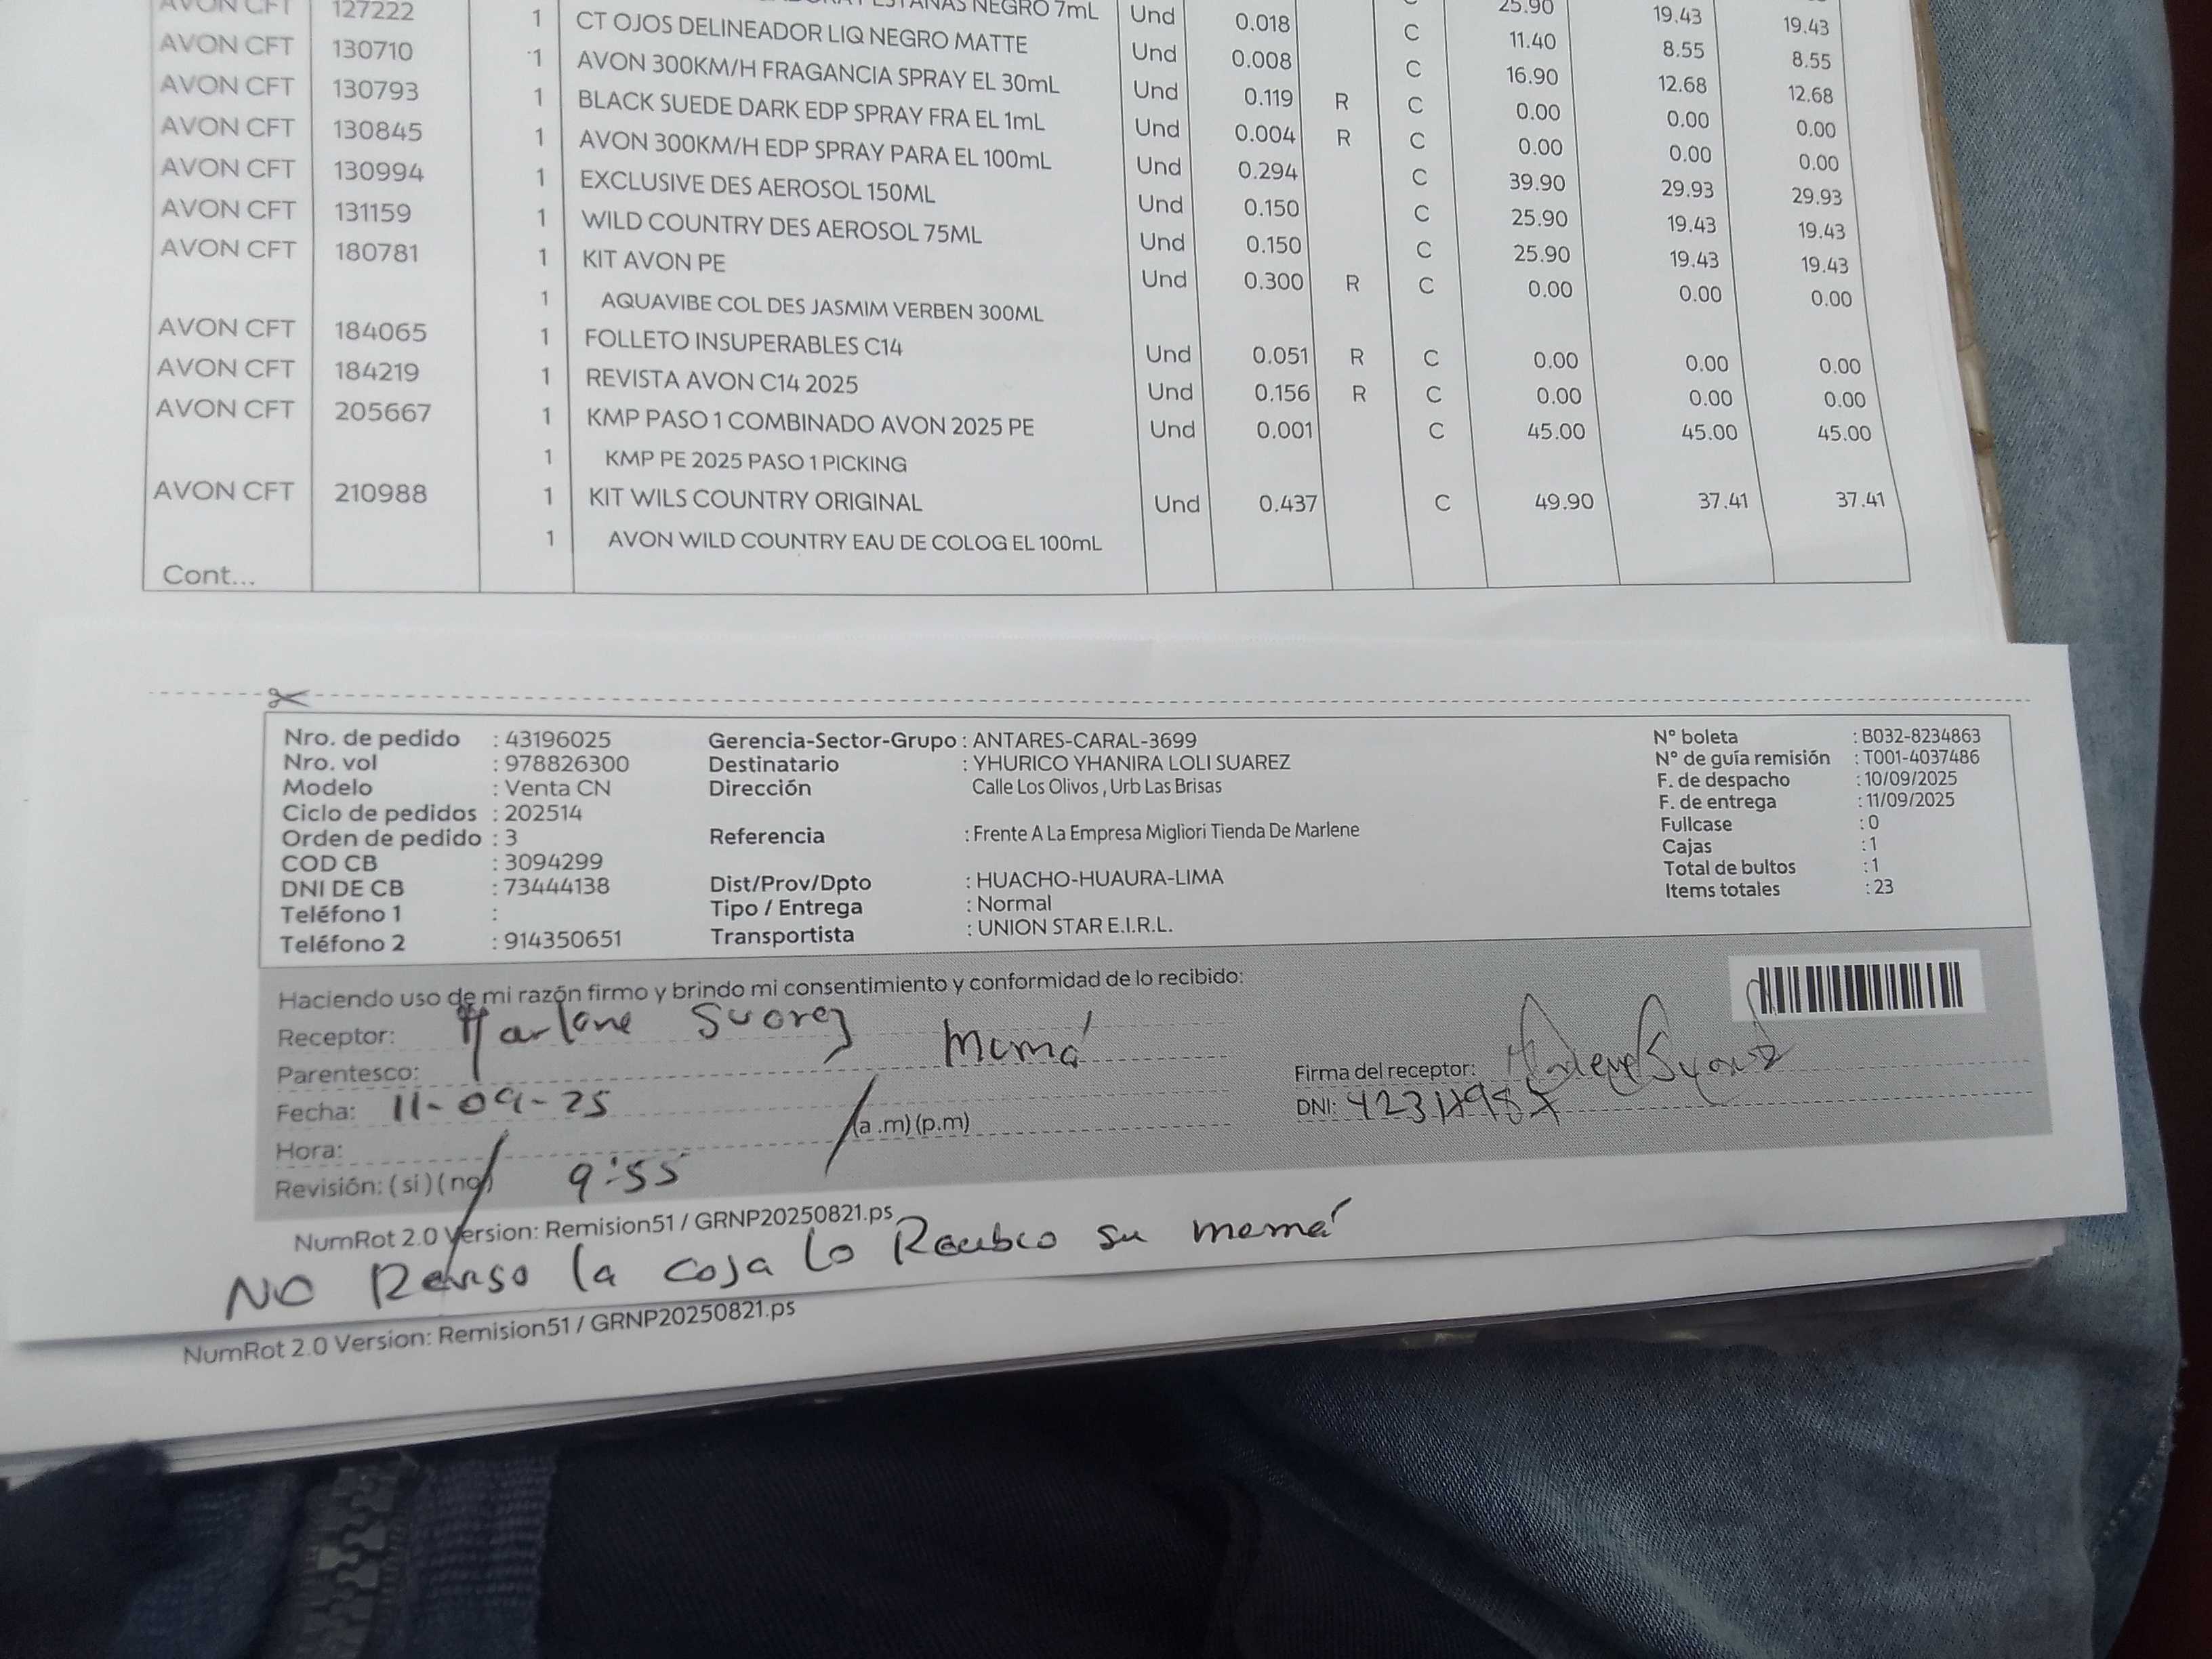 AVON CFT 127222 1 ESTAÑAS NEGRO 7mL Und 0.018 C 25.90 19.43 19.43
AVON CFT 130710 1 CT OJOS DELINEADOR LIQ NEGRO MATTE Und 0.008 C 11.40 8.55 8.55
AVON CFT 130793 1 AVON 300KM/H FRAGANCIA SPRAY EL 30mL Und 0.119 R C 16.90 12.68 12.68
AVON CFT 130845 1 BLACK SUEDE DARK EDP SPRAY FRA EL 1mL Und 0.004 R C 0.00 0.00 0.00
AVON CFT 130994 1 AVON 300KM/H EDP SPRAY PARA EL 100mL Und 0.294 C 0.00 0.00 0.00
AVON CFT 131159 1 EXCLUSIVE DES AEROSOL 150ML Und 0.150 C 39.90 29.93 29.93
AVON CFT 180781 1 WILD COUNTRY DES AEROSOL 75ML Und 0.150 C 25.90 19.43 19.43
1 KIT AVON PE Und 0.300 R C 25.90 19.43 19.43
1 AQUAVIBE COL DES JASMIM VERBEN 300ML 0.00 0.00 0.00
AVON CFT 184065 1 FOLLETO INSUPERABLES C14 Und 0.051 R C 0.00 0.00 0.00
AVON CFT 184219 1 REVISTA AVON C14 2025 Und 0.156 R C 0.00 0.00 0.00
AVON CFT 205667 1 KMP PASO 1 COMBINADO AVON 2025 PE Und 0.001 C 45.00 45.00 45.00
1 KMP PE 2025 PASO 1 PICKING
AVON CFT 210988 1 KIT WILS COUNTRY ORIGINAL Und 0.437 C 49.90 37.41 37.41
1 AVON WILD COUNTRY EAU DE COLOG EL 100mL
Cont...
Nro. de pedido : 43196025 Gerencia-Sector-Grupo : ANTARES-CARAL-3699 N° boleta : B032-8234863
Nro. vol : 978826300 Destinatario : YHURICO YHANIRA LOLI SUAREZ N° de guía remisión : T001-4037486
Modelo : Venta CN Dirección Calle Los Olivos , Urb Las Brisas F. de despacho : 10/09/2025
Ciclo de pedidos : 202514 F. de entrega : 11/09/2025
Orden de pedido : 3 Referencia : Frente A La Empresa Migliori Tienda De Marlene Fullcase : 0
COD CB : 3094299 Cajas : 1
DNI DE CB : 73444138 Dist/Prov/Dpto : HUACHO-HUAURA-LIMA Total de bultos : 1
Teléfono 1 : Tipo / Entrega : Normal Items totales : 23
Teléfono 2 : 914350651 Transportista : UNION STAR E.I.R.L.
Haciendo uso de mi razón firmo y brindo mi consentimiento y conformidad de lo recibido:
Receptor: Marlene Suarez
Parentesco: Mamá Firma del receptor: Marlene Suarez
Fecha: 11-09-25 DNI:
Hora: (a .m) (p.m)
Revisión: ( si ) ( no ) 9:55
NumRot 2.0 Version: Remision51 / GRNP20250821.ps
NO Reviso la caja lo Recibio su mamá
NumRot 2.0 Version: Remision51 / GRNP20250821.ps